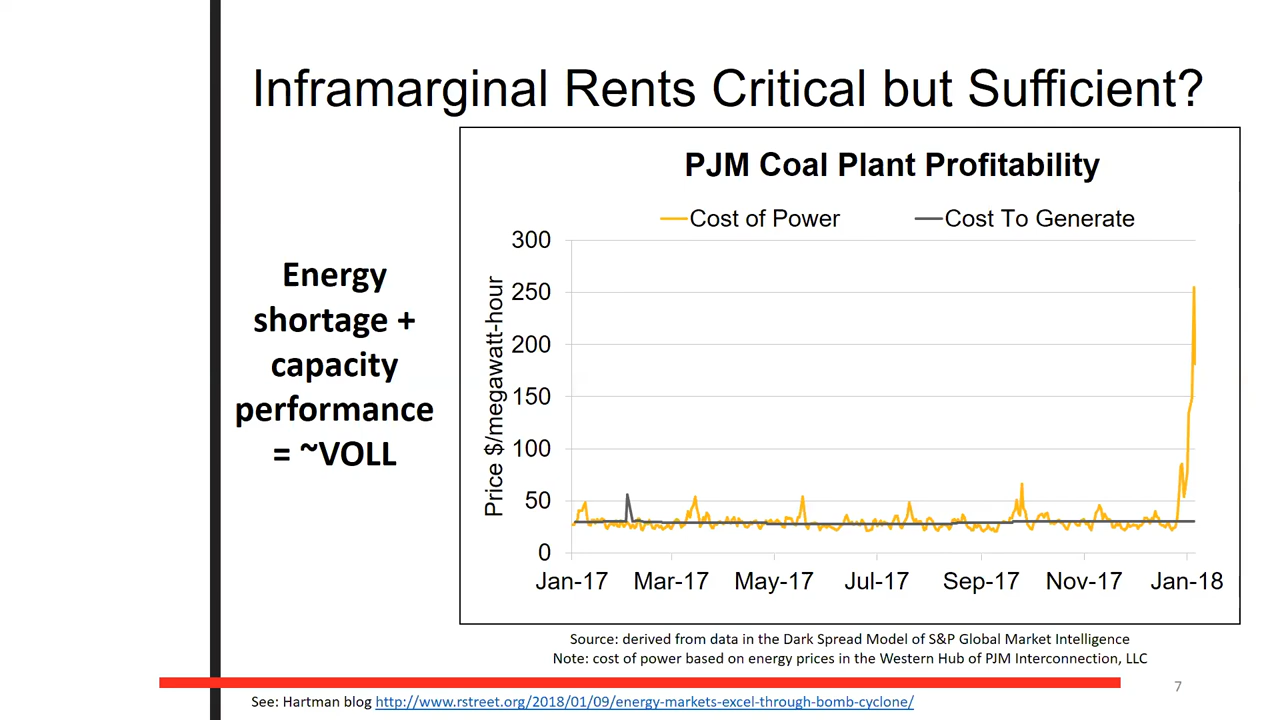 Inframarginal Rents Critical but Sufficient?
Energy
shortage +
capacity
performance
= ~VOLL
PJM Coal Plant Profitability
Cost of Power
Cost To Generate
Price $/megawatt-hour
300
250
200
150
100
50
0
Jan-17 Mar-17 May-17 Jul-17 Sep-17 Nov-17 Jan-18
Source: derived from data in the Dark Spread Model of S&P Global Market Intelligence
Note: cost of power based on energy prices in the Western Hub of PJM Interconnection, LLC
7
See: Hartman blog http://www.rstreet.org/2018/01/09/energy-markets-excel-through-bomb-cyclone/